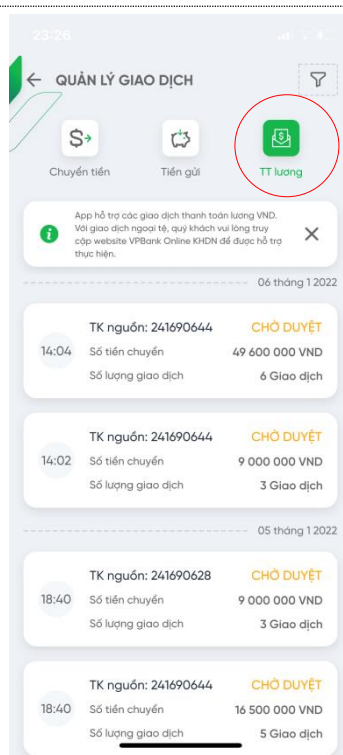 23:26
← QUẢN LÝ GIAO DỊCH
Chuyển tiền Tiền gửi TT lương
App hỗ trợ các giao dịch thanh toán lương VND.
Với giao dịch ngoại tệ, quý khách vui lòng truy
cập website VPBank Online KHDN để được hỗ trợ
thực hiện.
06 tháng 1 2022
TK nguồn: 241690644 CHỜ DUYỆT
14:04 Số tiền chuyển 49 600 000 VND
Số lượng giao dịch 6 Giao dịch
TK nguồn: 241690644 CHỜ DUYỆT
14:02 Số tiền chuyển 9 000 000 VND
Số lượng giao dịch 3 Giao dịch
05 tháng 1 2022
TK nguồn: 241690628 CHỜ DUYỆT
18:40 Số tiền chuyển 9 000 000 VND
Số lượng giao dịch 3 Giao dịch
TK nguồn: 241690644 CHỜ DUYỆT
18:40 Số tiền chuyển 16 500 000 VND
Số lượng giao dịch 5 Giao dịch